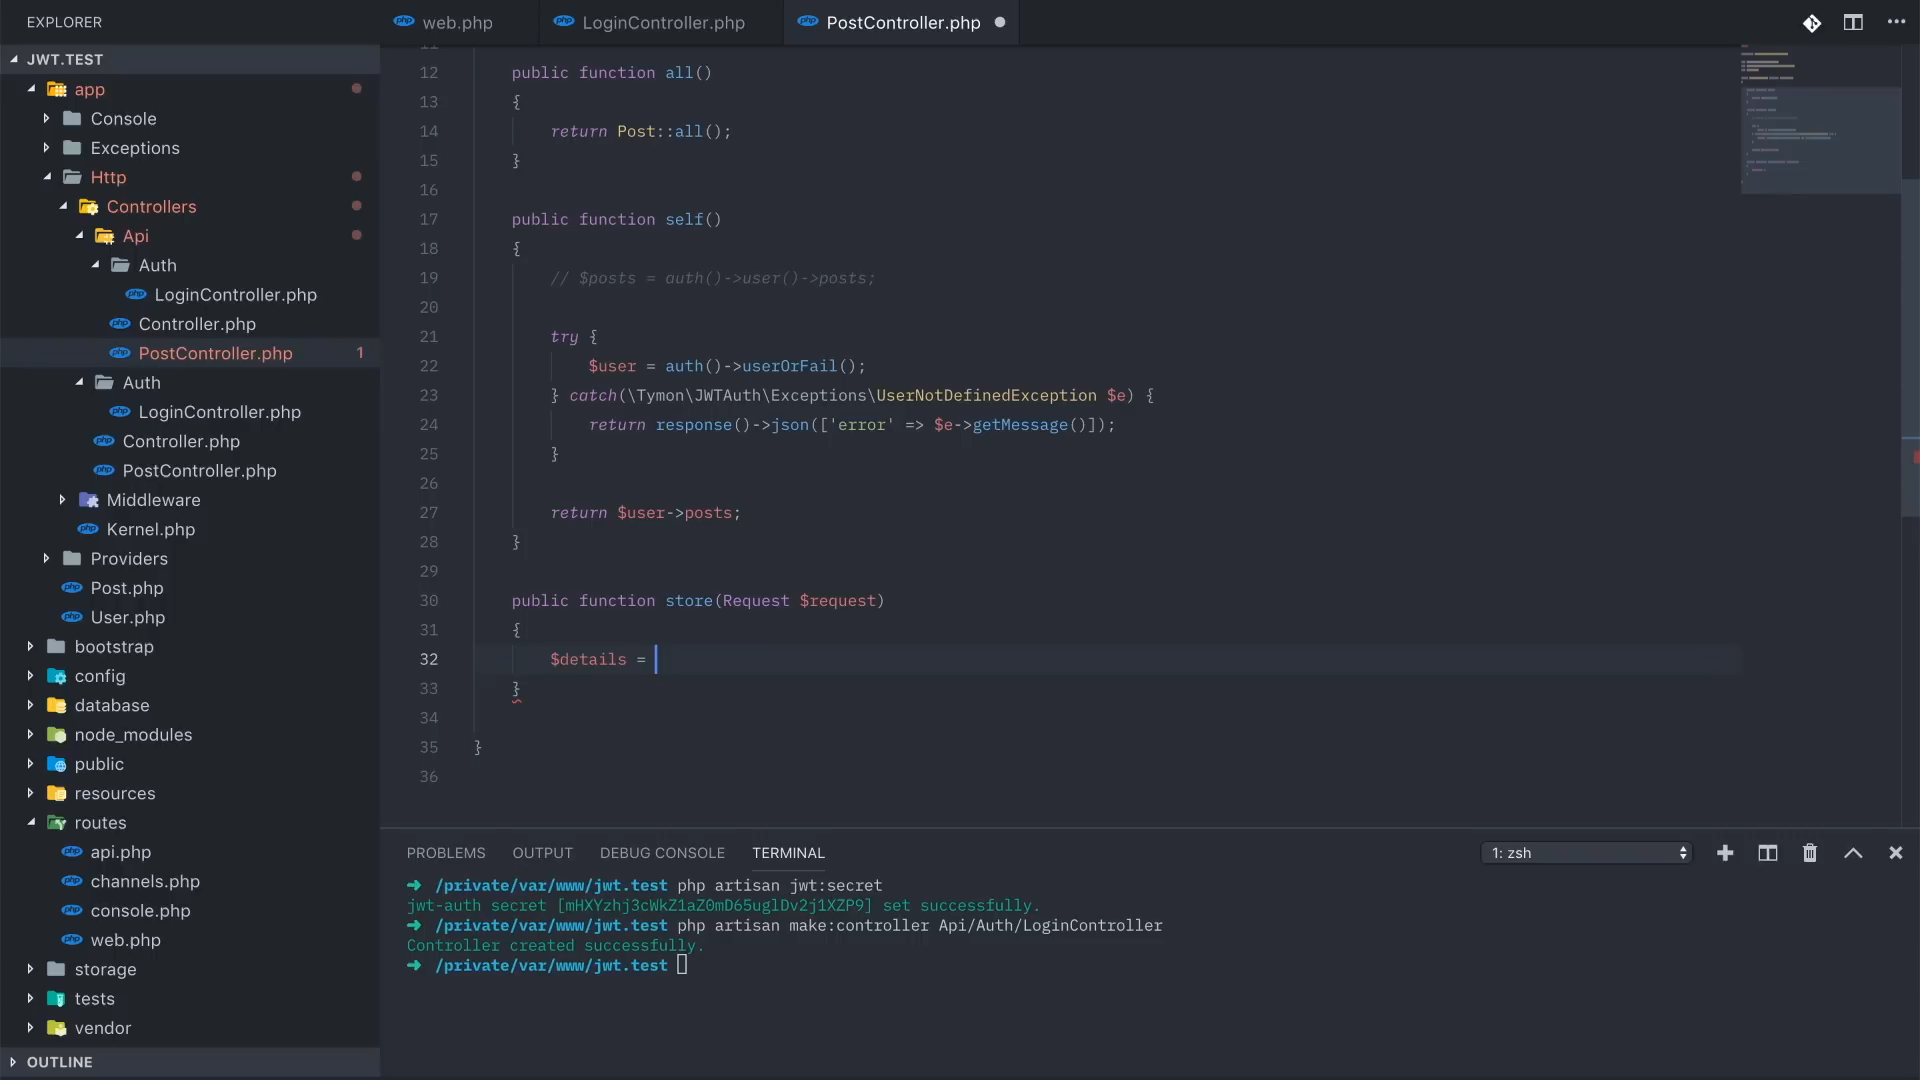 EXPLORER
JWT.TEST
app
Console
Exceptions
Http
Controllers
Api
Auth
LoginController.php
Controller.php
PostController.php 1
Auth
LoginController.php
Controller.php
PostController.php
Middleware
Kernel.php
Providers
Post.php
User.php
bootstrap
config
database
node_modules
public
resources
routes
api.php
channels.php
console.php
web.php
storage
tests
vendor
OUTLINE
web.php LoginController.php PostController.php
11
12 public function all()
13 {
14 return Post::all();
15 }
16
17 public function self()
18 {
19 // $posts = auth()->user()->posts;
20
21 try {
22 $user = auth()->userOrFail();
23 } catch(\Tymon\JWTAuth\Exceptions\UserNotDefinedException $e) {
24 return response()->json(['error' => $e->getMessage()]);
25 }
26
27 return $user->posts;
28 }
29
30 public function store(Request $request)
31 {
32 $details =
33 }
34
35 }
36
PROBLEMS OUTPUT DEBUG CONSOLE TERMINAL 1: zsh
➜ /private/var/www/jwt.test php artisan jwt:secret
jwt-auth secret [mHXYzhj3cWkZ1aZ0mD65uglDv2j1XZP9] set successfully.
➜ /private/var/www/jwt.test php artisan make:controller Api/Auth/LoginController
Controller created successfully.
➜ /private/var/www/jwt.test